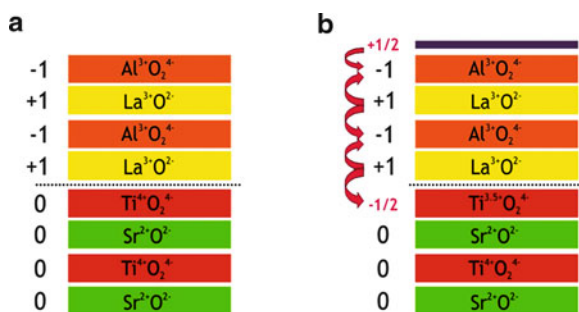 a
-1 Al³⁺O₂⁴⁻
+1 La³⁺O²⁻
-1 Al³⁺O₂⁴⁻
+1 La³⁺O²⁻
0 Ti⁴⁺O₂⁴⁻
0 Sr²⁺O²⁻
0 Ti⁴⁺O₂⁴⁻
0 Sr²⁺O²⁻
b
+1/2
-1 Al³⁺O₂⁴⁻
+1 La³⁺O²⁻
-1 Al³⁺O₂⁴⁻
+1 La³⁺O²⁻
-1/2 Ti³·⁵⁺O₂⁴⁻
0 Sr²⁺O²⁻
0 Ti⁴⁺O₂⁴⁻
0 Sr²⁺O²⁻